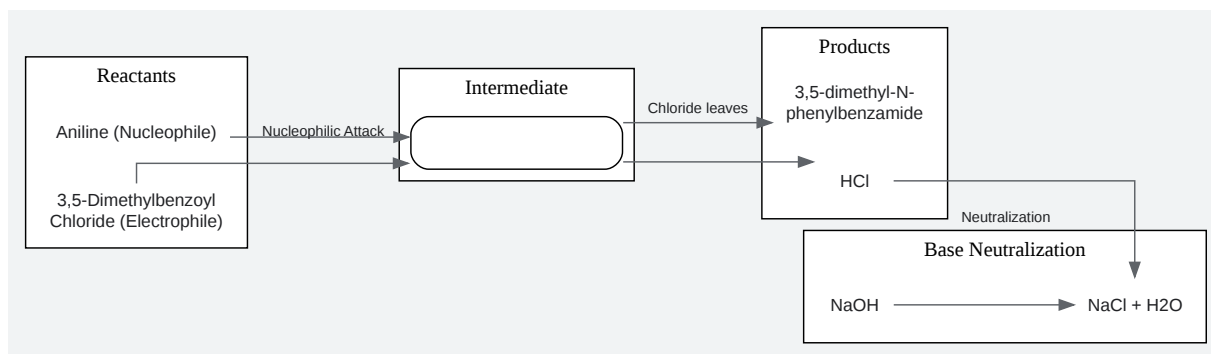 Reactants
Aniline (Nucleophile)
3,5-Dimethylbenzoyl
Chloride (Electrophile)
Nucleophilic Attack
Intermediate
Chloride leaves
Products
3,5-dimethyl-N-
phenylbenzamide
HCl
Neutralization
Base Neutralization
NaOH
NaCl + H2O